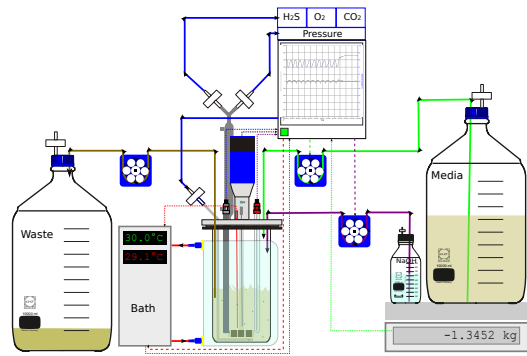 H₂S O₂ CO₂
Pressure
Media
Waste
30.0°C
29.1°C
NaOH
Bath
-1.3452 kg